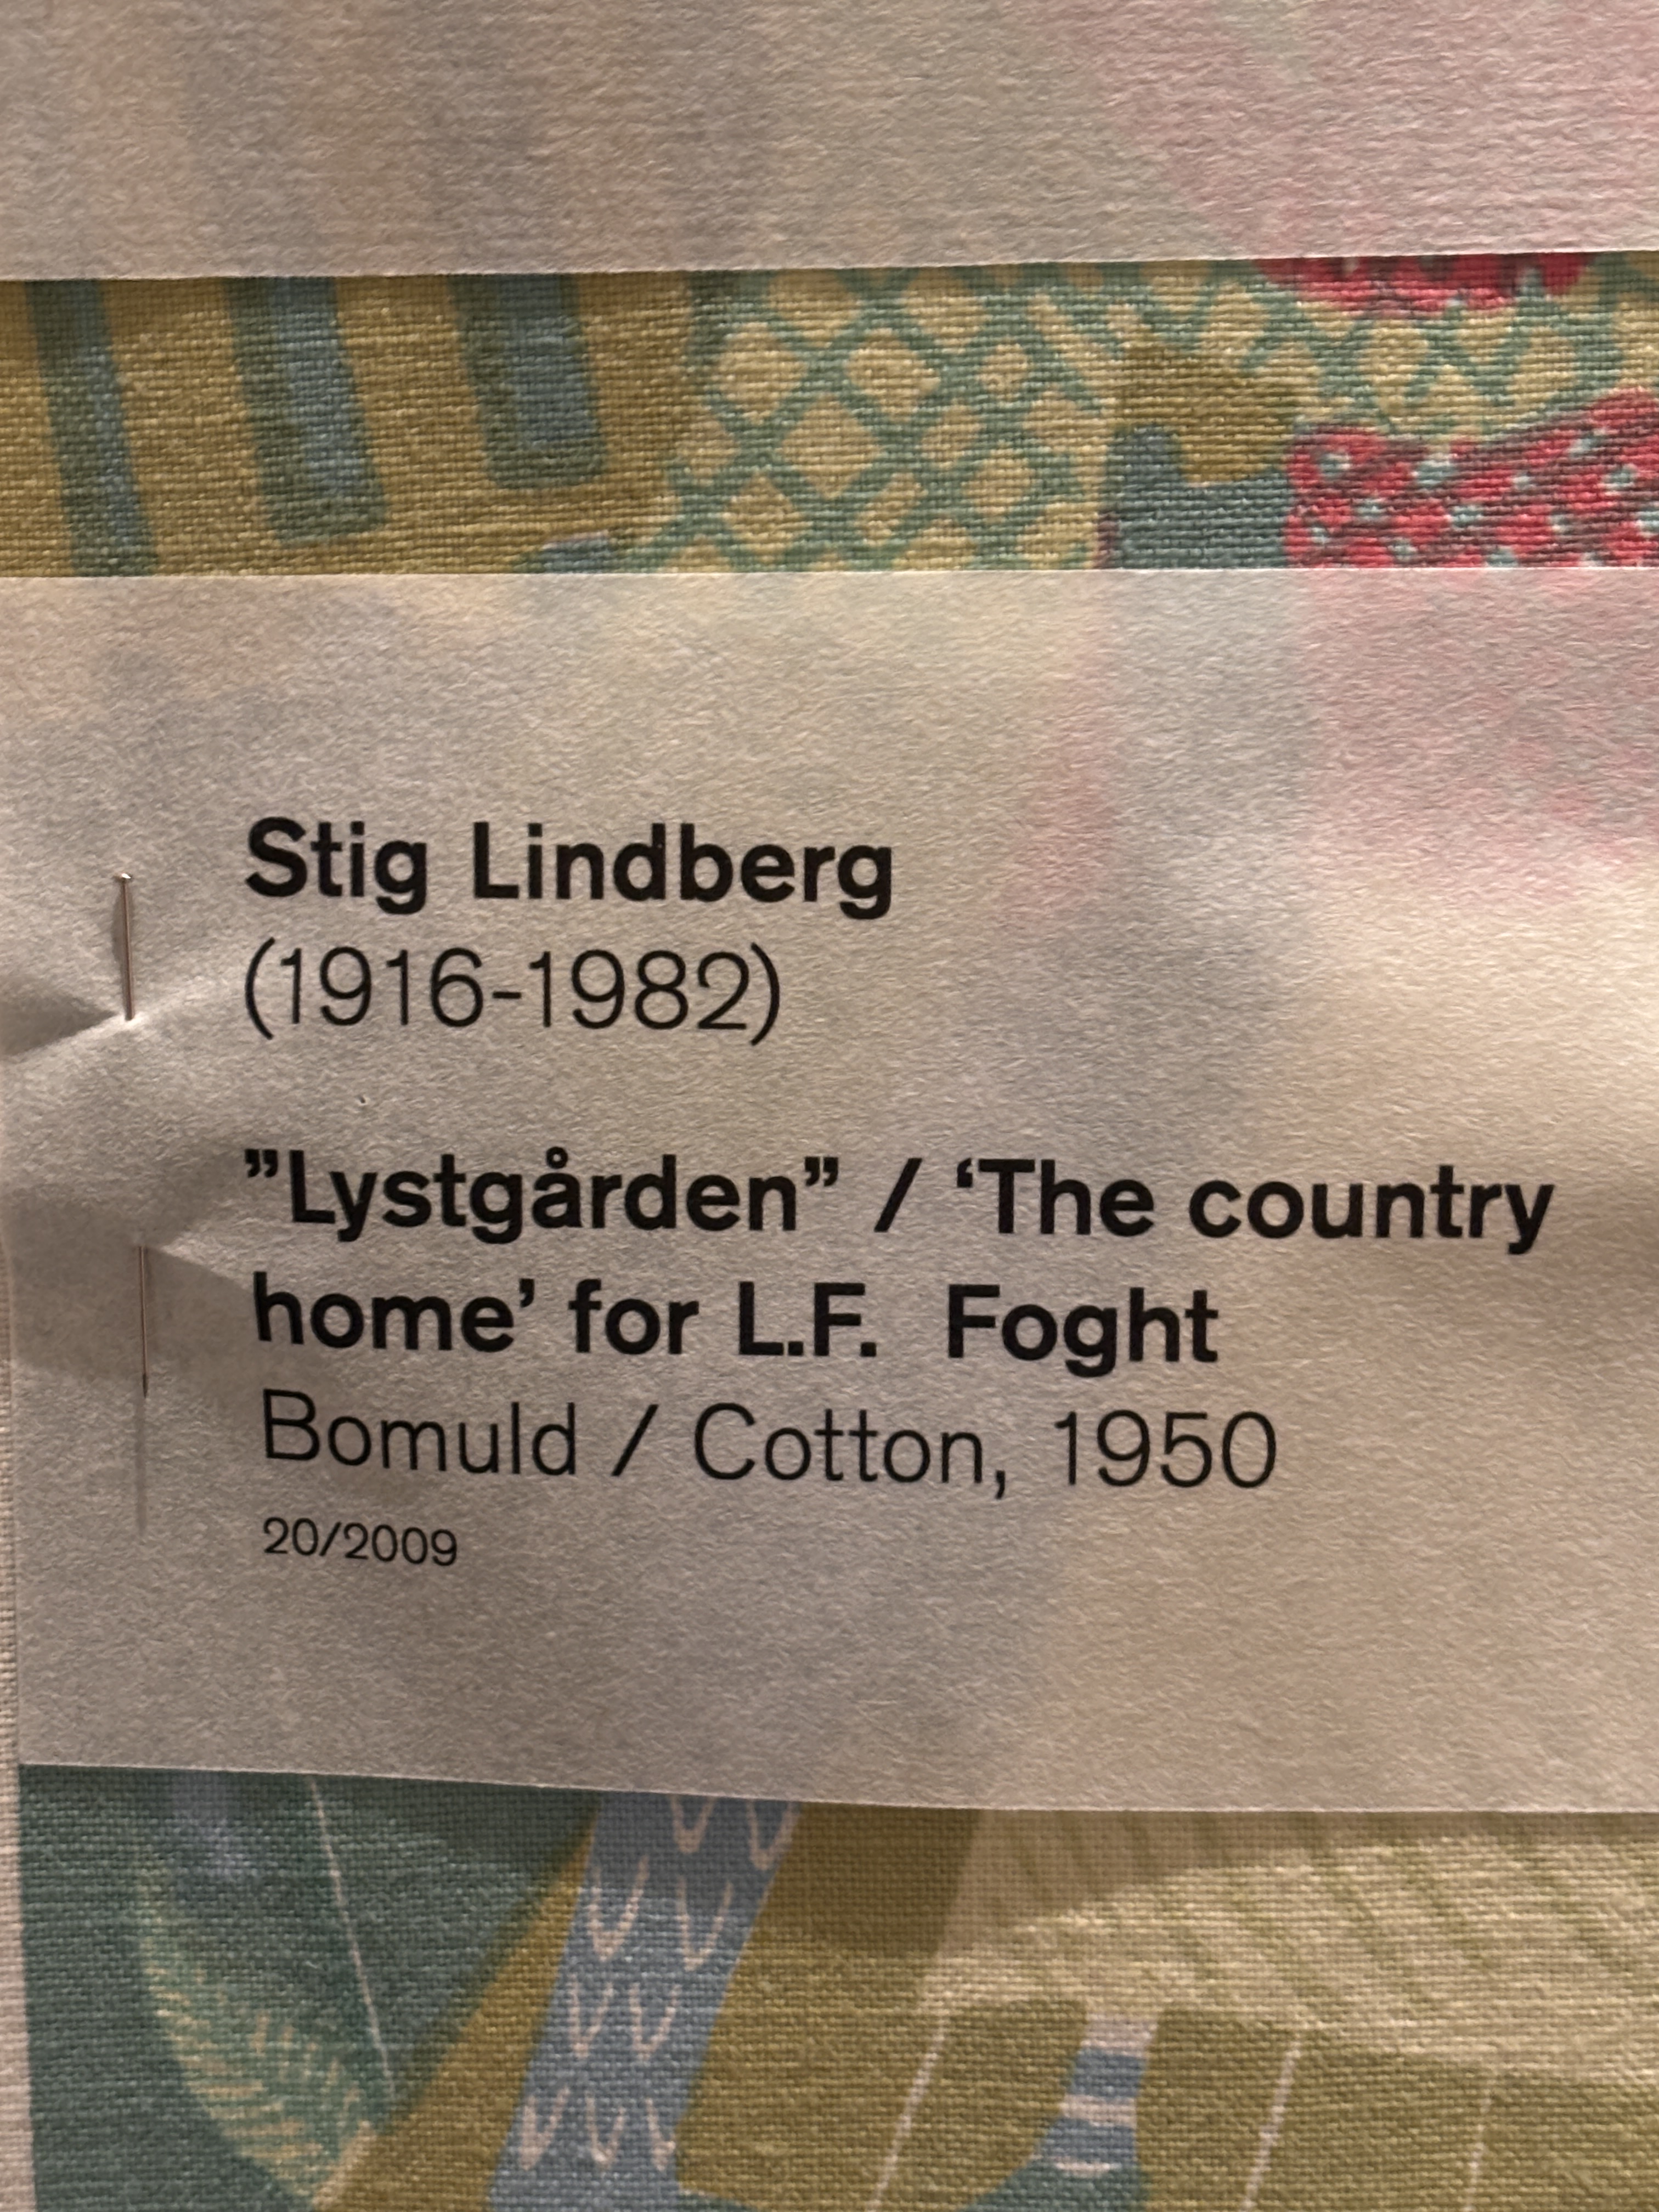 Stig Lindberg
(1916-1982)
”Lystgården” / ‘The country
home’ for L.F.  Foght
Bomuld / Cotton, 1950
20/2009